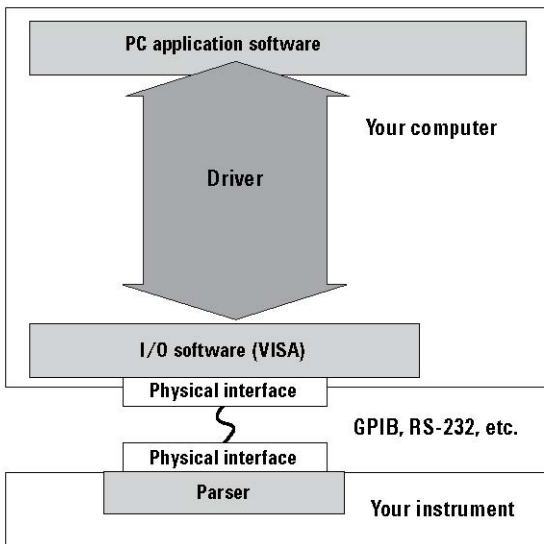 PC application software
Your computer
Driver
I/O software (VISA)
Physical interface
GPIB, RS-232, etc.
Physical interface
Parser
Your instrument